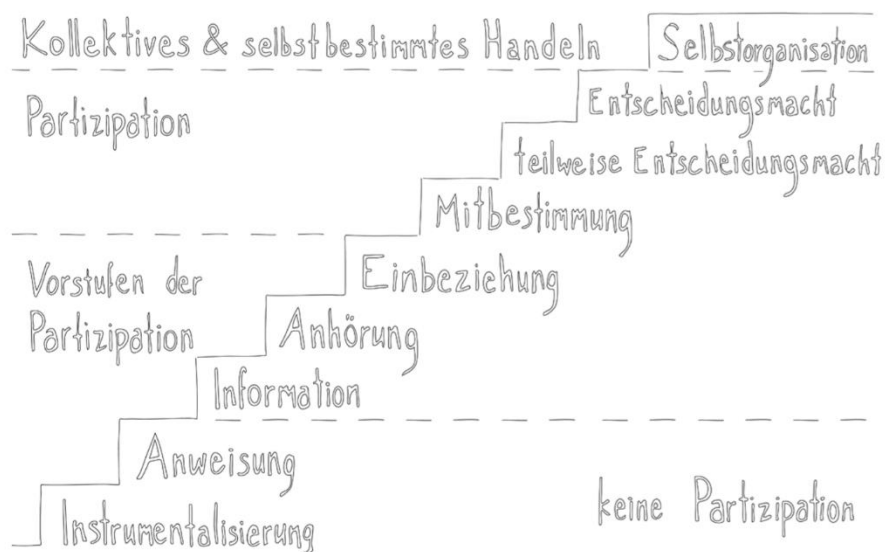 Kollektives & selbstbestimmtes Handeln
Selbstorganisation
Partizipation
Entscheidungsmacht
teilweise Entscheidungsmacht
Mitbestimmung
Vorstufen der
Partizipation
Einbeziehung
Anhörung
Information
Anweisung
Instrumentalisierung
keine Partizipation